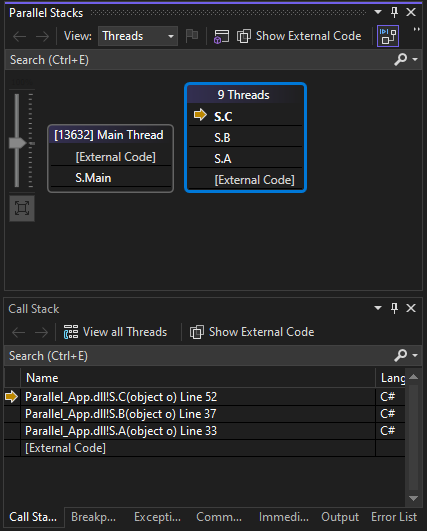 Parallel Stacks
View: Threads Show External Code "
Search (Ctrl+E)
9 Threads
S.C
S.B
S.A
[External Code]
[13632] Main Thread
[External Code]
S.Main
Call Stack
View all Threads Show External Code
Search (Ctrl+E)
Name Lang
Parallel_App.dll!S.C(object o) Line 52 C#
Parallel_App.dll!S.B(object o) Line 37 C#
Parallel_App.dll!S.A(object o) Line 33 C#
[External Code]
Call Sta... Breakp... Excepti... Comm... Immedi... Output Error List